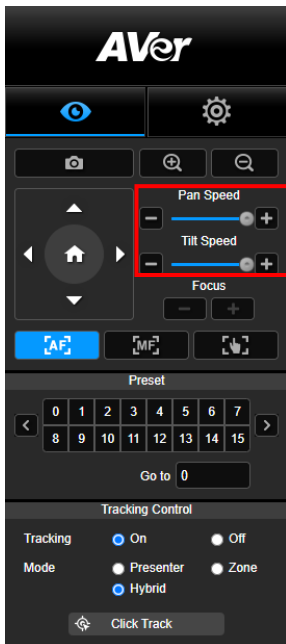 AVer
Pan Speed
Tilt Speed
Focus
AF
MF
Preset
0 1 2 3 4 5 6 7
8 9 10 11 12 13 14 15
Go to 0
Tracking Control
Tracking On Off
Mode Presenter Zone
Hybrid
Click Track